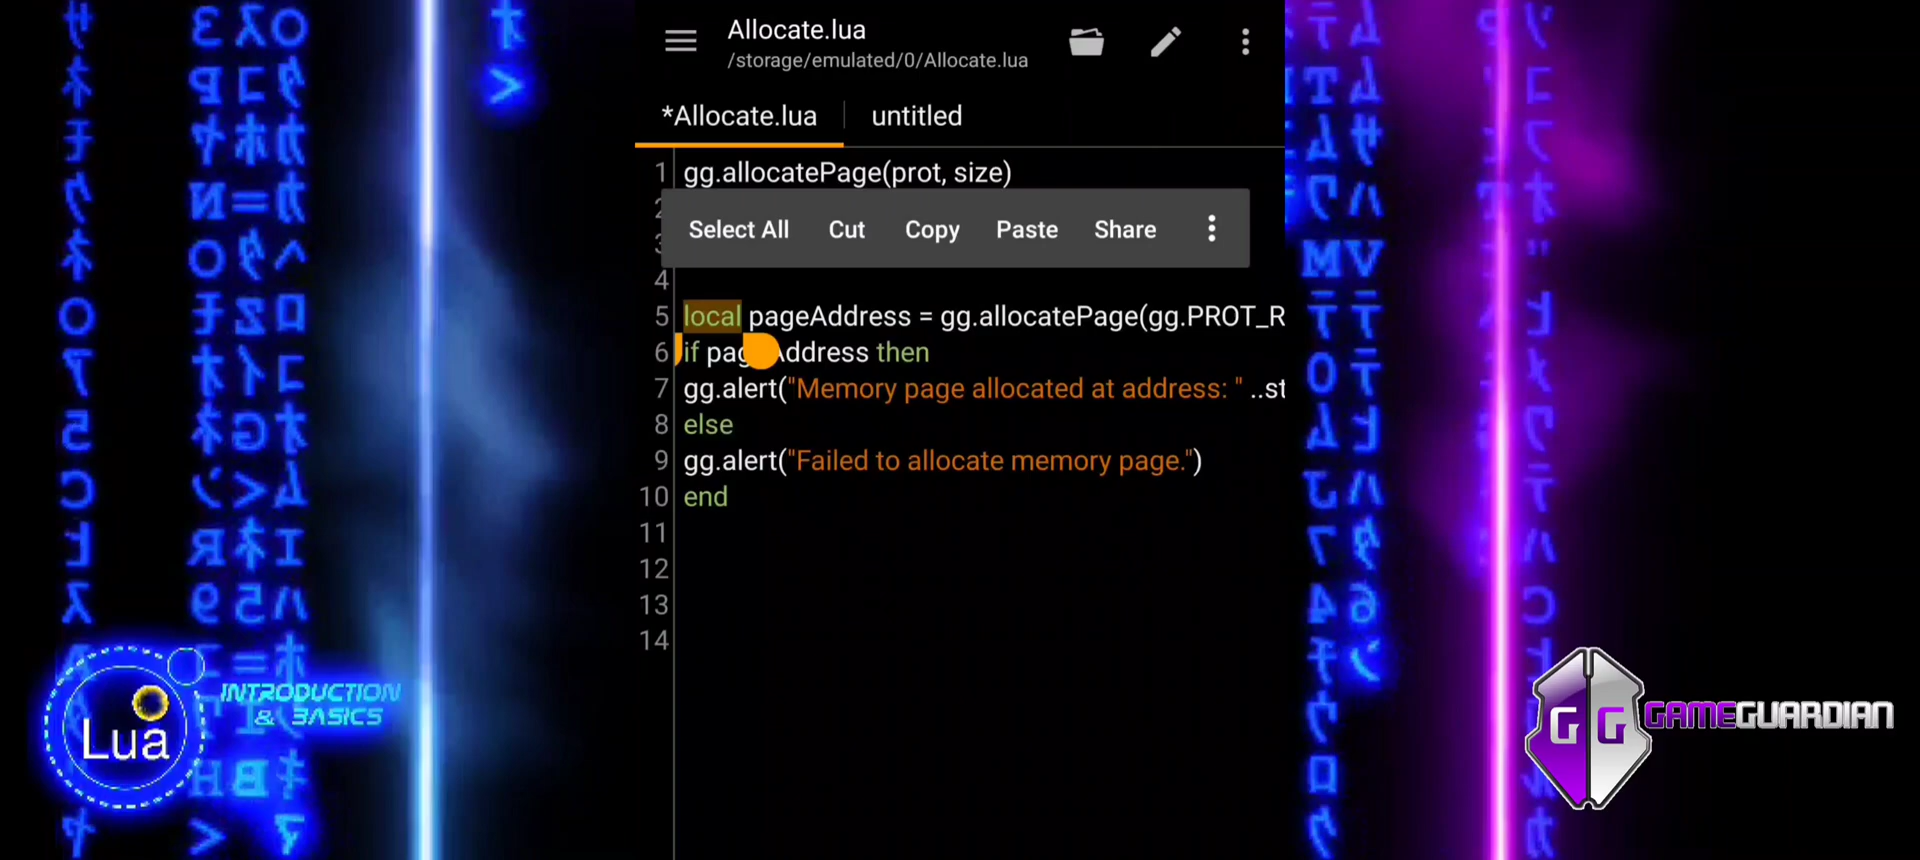 Allocate.lua
/storage/emulated/0/Allocate.lua
*Allocate.lua
untitled
1 gg.allocatePage(prot, size)
Select All Cut Copy Paste Share
4
5 local pageAddress = gg.allocatePage(gg.PROT_R
6 if Address then
7 gg.alert("Memory page allocated at address: " ..st
8 else
9 gg.alert("Failed to allocate memory page.")
10 end
11
12
13
14
Lua
INTRODUCTION
& BASICS
GG GAMEGUARDIAN